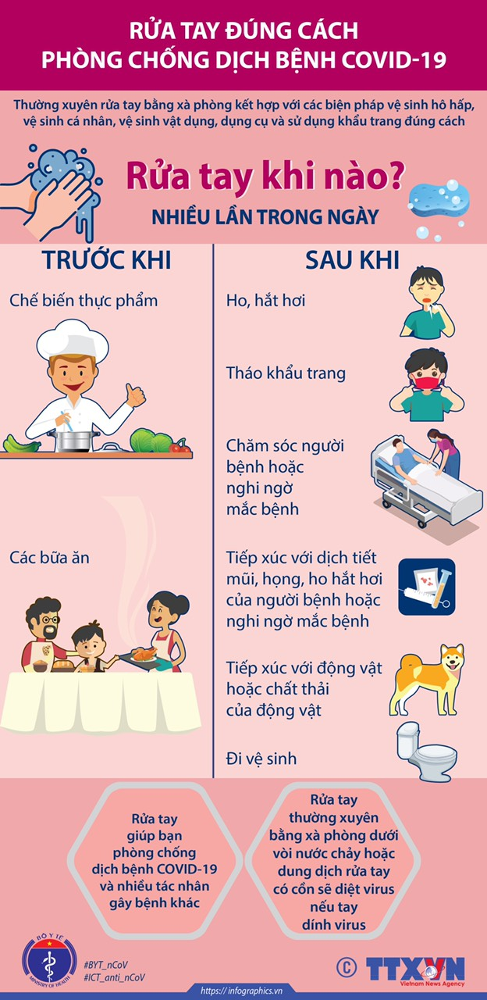 RỬA TAY ĐÚNG CÁCH
PHÒNG CHỐNG DỊCH BỆNH COVID-19
Thường xuyên rửa tay bằng xà phòng kết hợp với các biện pháp vệ sinh hô hấp,
vệ sinh cá nhân, vệ sinh vật dụng, dụng cụ và sử dụng khẩu trang đúng cách
Rửa tay khi nào?
NHIỀU LẦN TRONG NGÀY
TRƯỚC KHI
Chế biến thực phẩm
Các bữa ăn
SAU KHI
Ho, hắt hơi
Tháo khẩu trang
Chăm sóc người
bệnh hoặc
nghi ngờ
mắc bệnh
Tiếp xúc với dịch tiết
mũi, họng, ho hắt hơi
của người bệnh hoặc
nghi ngờ mắc bệnh
Tiếp xúc với động vật
hoặc chất thải
của động vật
Đi vệ sinh
Rửa tay
giúp bạn
phòng chống
dịch bệnh COVID-19
và nhiều tác nhân
gây bệnh khác
Rửa tay
thường xuyên
bằng xà phòng dưới
vòi nước chảy hoặc
dung dịch rửa tay
có cồn sẽ diệt virus
nếu tay
dính virus
BỘ Y TẾ
MINISTRY OF HEALTH
#BYT_nCoV
#ICT_anti_nCoV
© TTXVN
Vietnam News Agency
https://infographics.vn